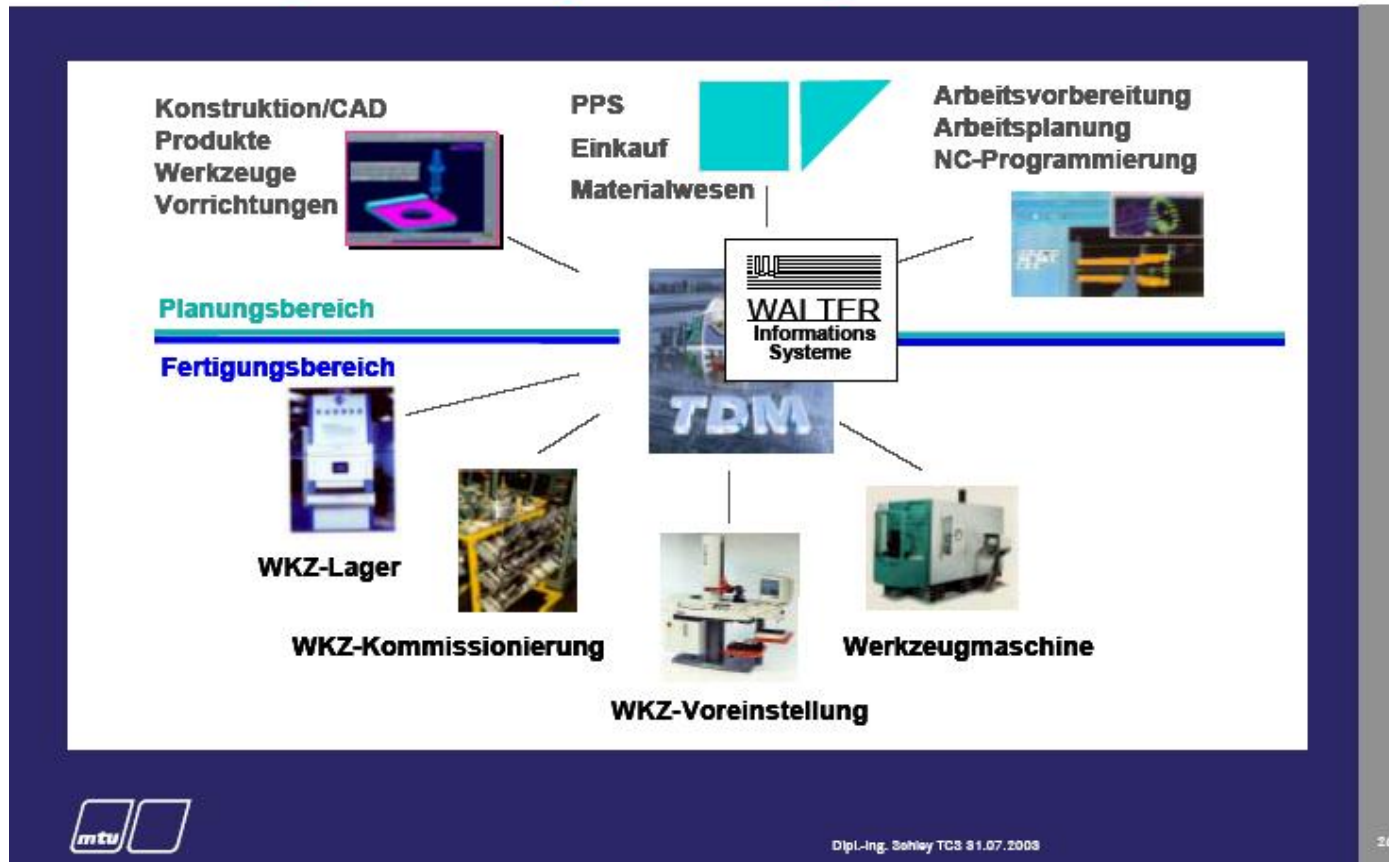 Konstruktion/CAD
Produkte
Werkzeuge
Vorrichtungen
PPS
Einkauf
Materialwesen
Arbeitsvorbereitung
Arbeitsplanung
NC-Programmierung
Planungsbereich
Fertigungsbereich
WALTER
Informations
Systeme
TDM
WKZ-Lager
WKZ-Kommissionierung
WKZ-Voreinstellung
Werkzeugmaschine
mtu
Dipl.-Ing. Sohley TCS 31.07.2003